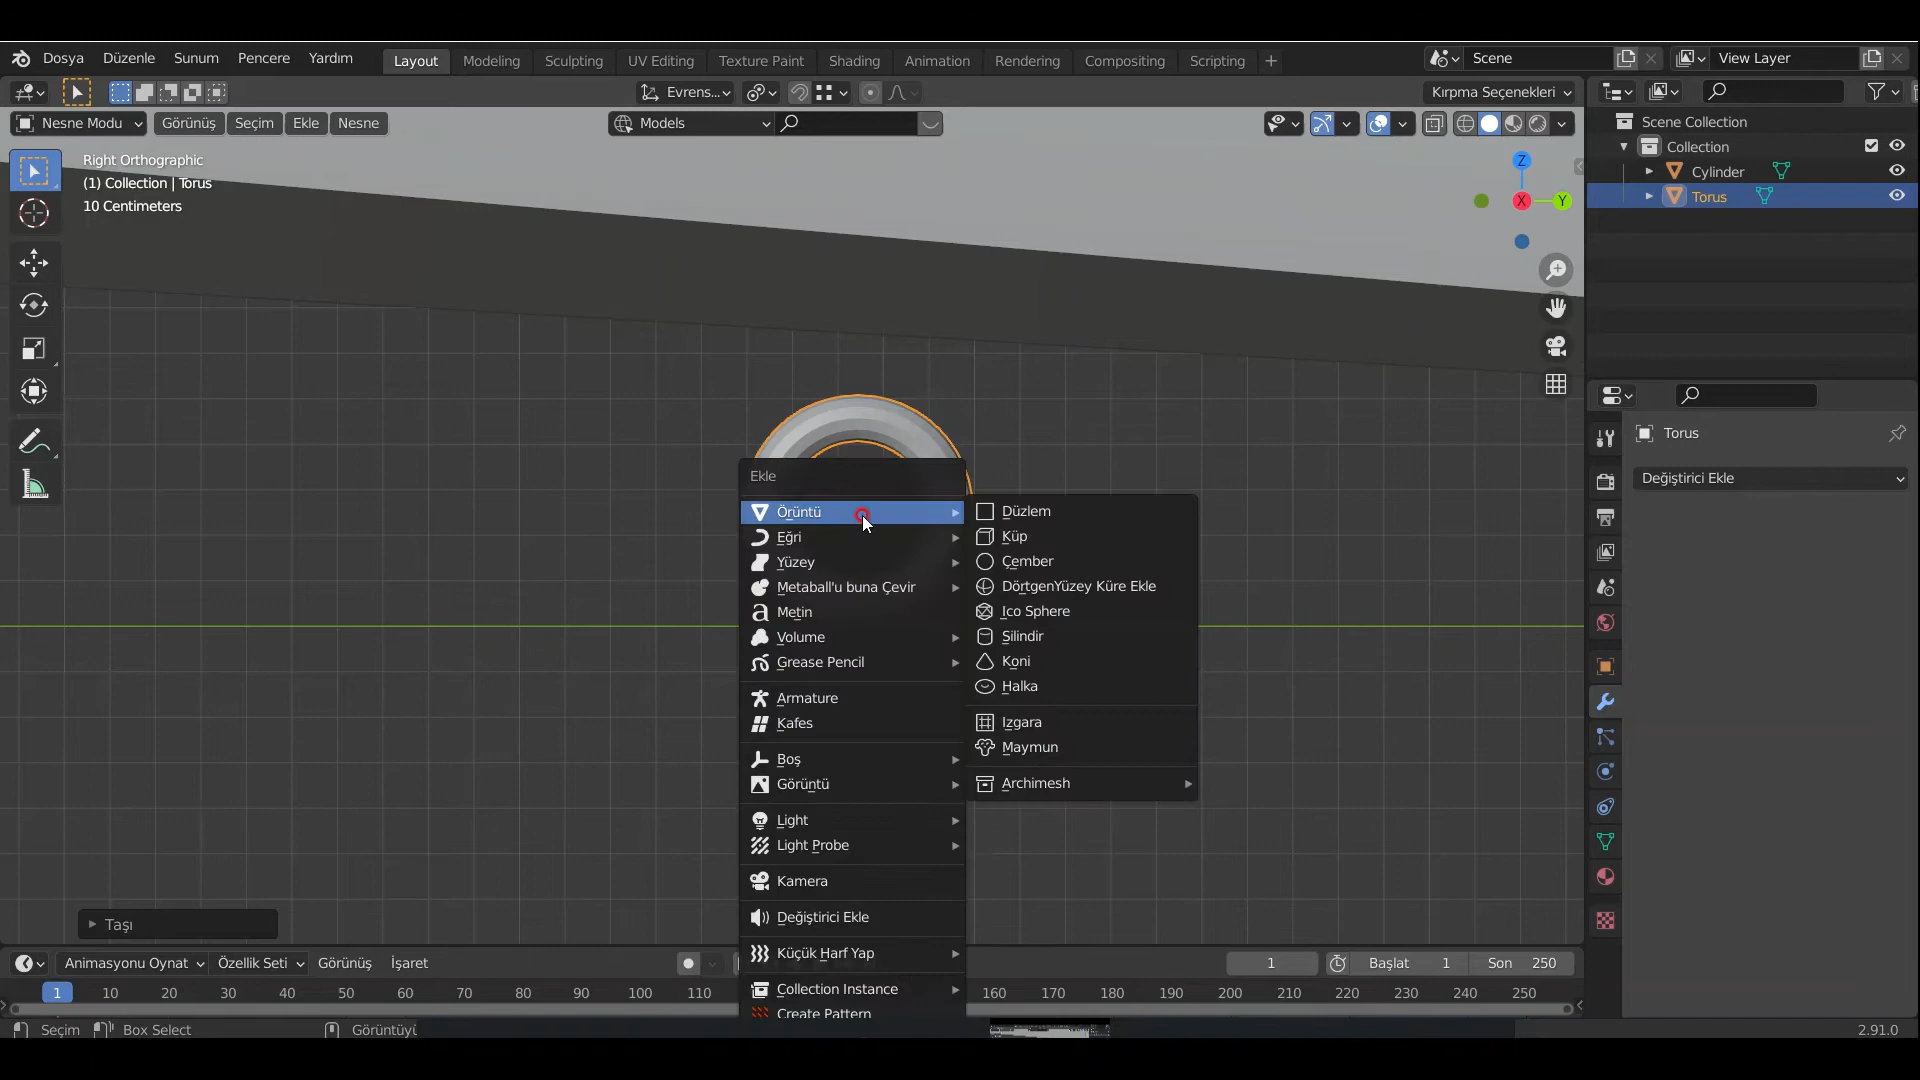 Dosya Düzenle Sunum Pencere Yardım Layout Modeling Sculpting UV Editing Texture Paint Shading Animation Rendering Compositing Scripting + Scene View Layer
Evrens... Kırpma Seçenekleri
Nesne Modu Görünüş Seçim Ekle Nesne Models
Right Orthographic
(1) Collection | Torus
10 Centimeters
Z
X
Y
Scene Collection
Collection
Cylinder
Torus
Torus
Değiştirici Ekle
Ekle
Örüntü
Eğri
Yüzey
Metaball'u buna Çevir
Metin
Volume
Grease Pencil
Armature
Kafes
Boş
Görüntü
Light
Light Probe
Kamera
Değiştirici Ekle
Küçük Harf Yap
Collection Instance
Create Pattern
Düzlem
Küp
Çember
DörtgenYüzey Küre Ekle
Ico Sphere
Silindir
Koni
Halka
Izgara
Maymun
Archimesh
Taşı
Animasyonu Oynat Özellik Seti Görünüş İşaret 1 Başlat 1 Son 250
1 10 20 30 40 50 60 70 80 90 100 110 160 170 180 190 200 210 220 230 240 250
Seçim Box Select Görüntüyü 2.91.0